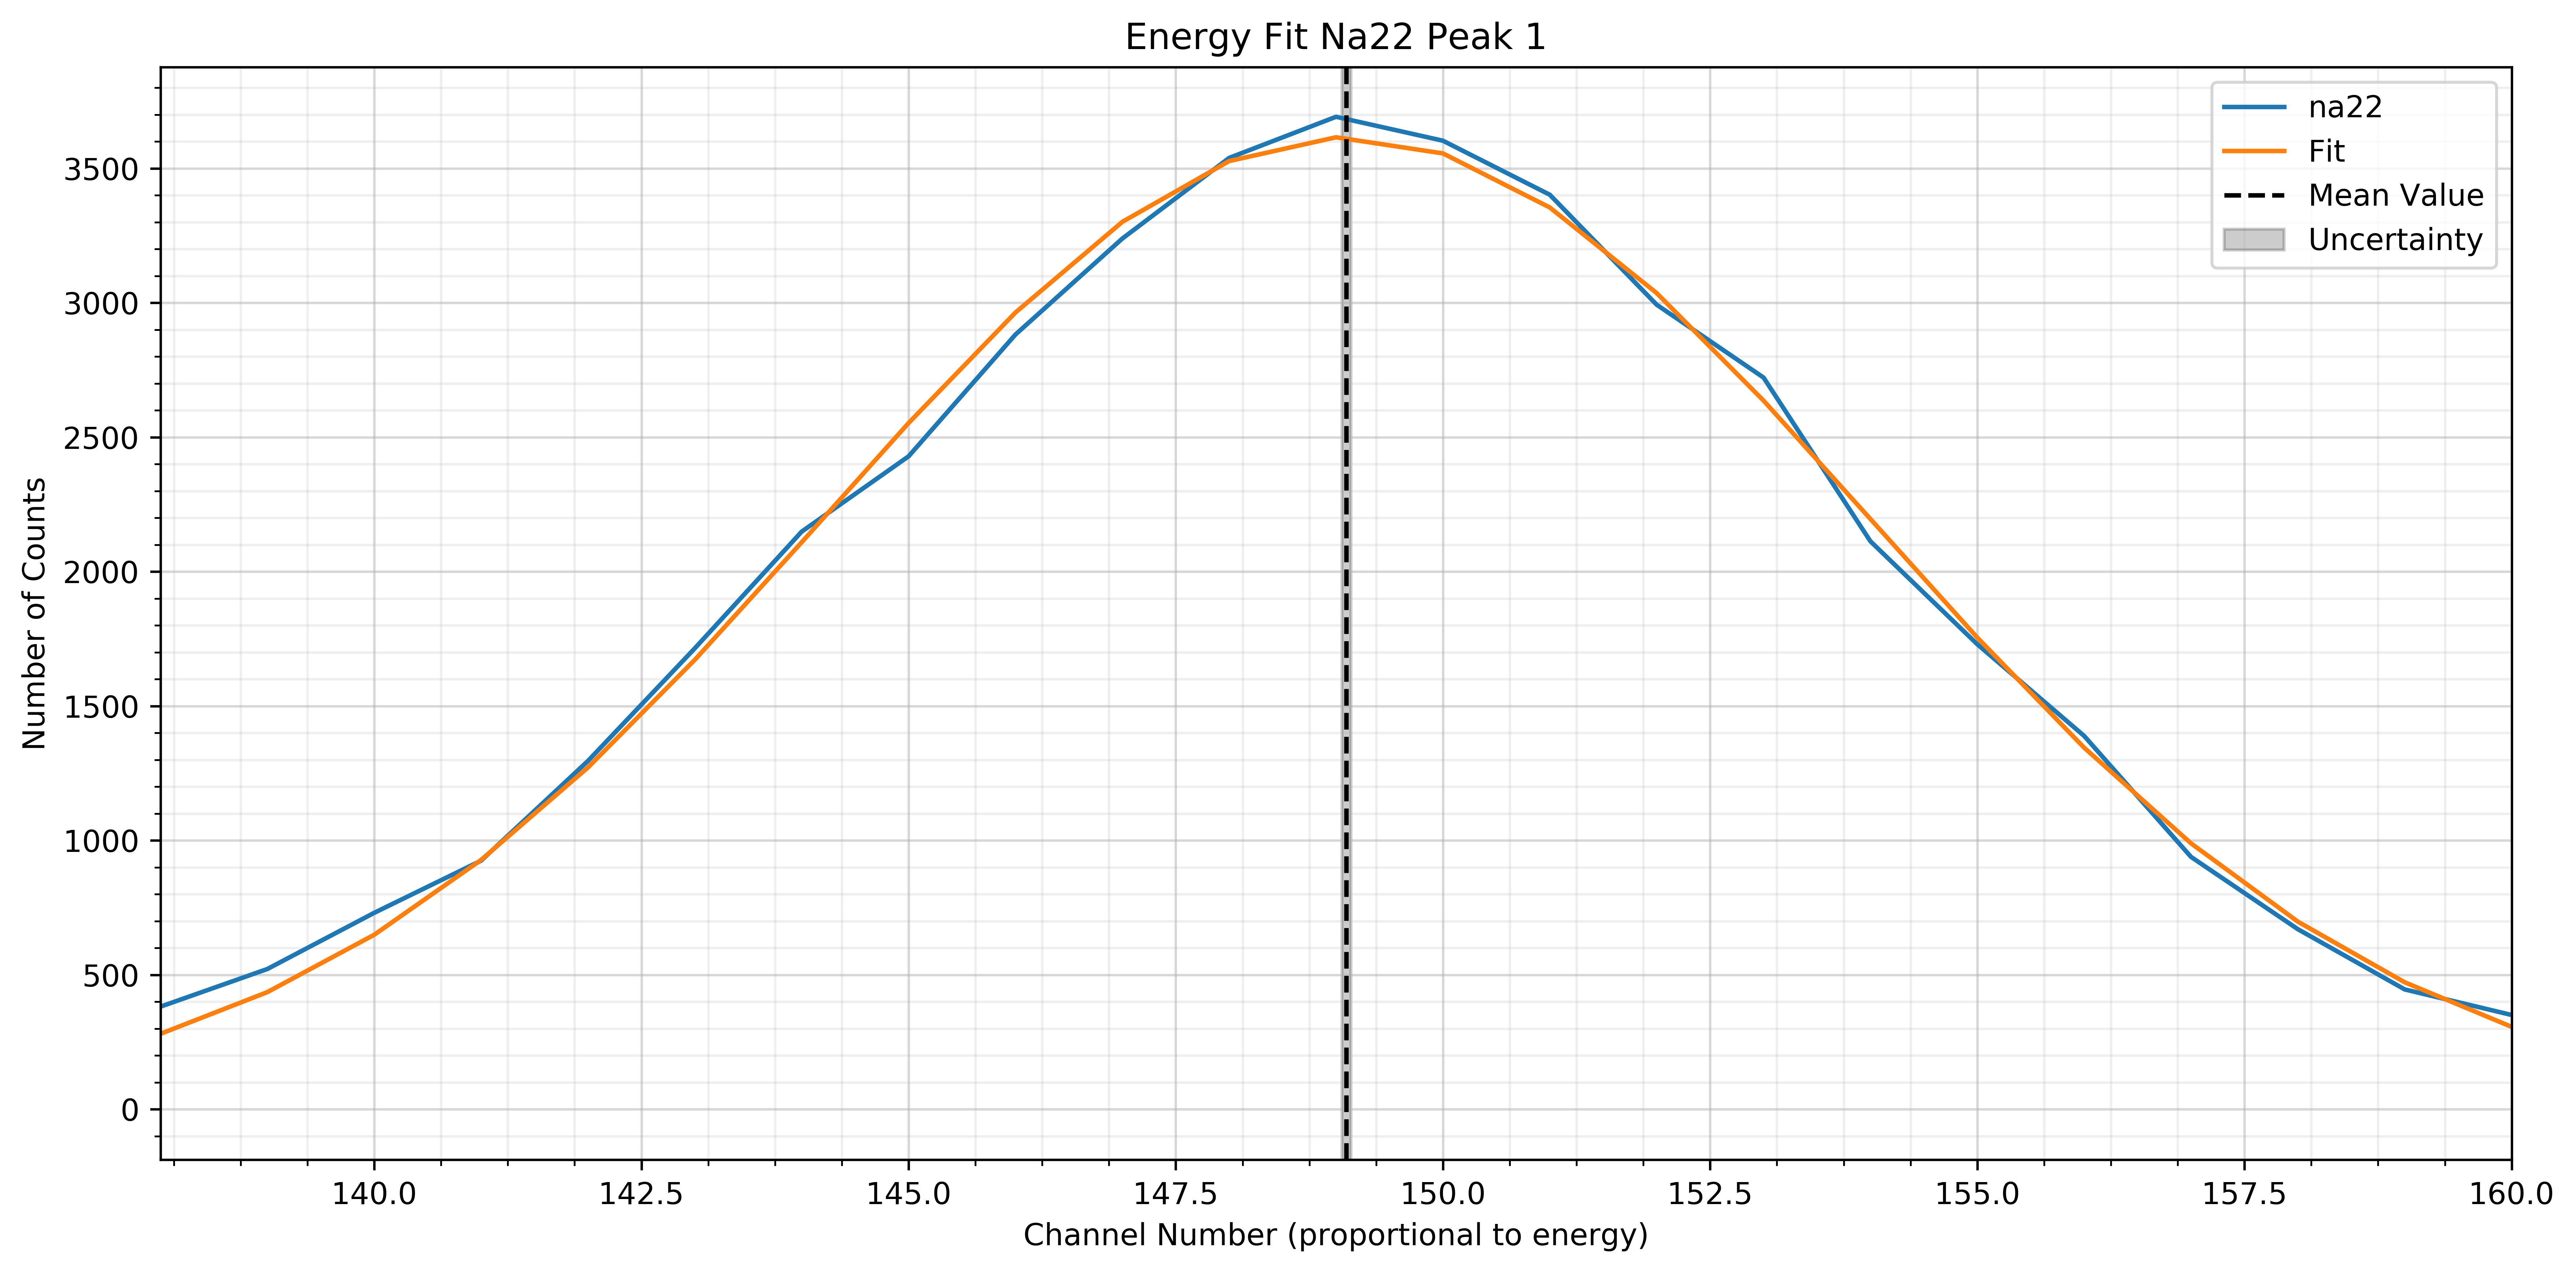 Energy Fit Na22 Peak 1
na22
Fit
Mean Value
Uncertainty
3500
3000
2500
2000
1500
1000
500
0
Number of Counts
140.0 142.5 145.0 147.5 150.0 152.5 155.0 157.5 160.0
Channel Number (proportional to energy)